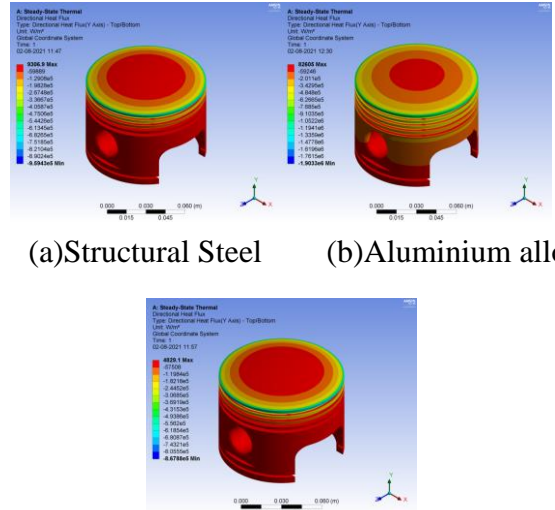 A: Steady-State Thermal
Directional Heat Flux
Type: Directional Heat Flux(Y Axis) - Top/Bottom
Unit: W/m²
Global Coordinate System
Time: 1
02-08-2021 11:47
9306.9 Max
-59889
-1.2909e5
-1.9828e5
-2.6748e5
-3.3667e5
-4.0587e5
-4.7506e5
-5.4426e5
-6.1345e5
-6.8265e5
-7.5185e5
-8.2104e5
-8.9024e5
-9.5943e5 Min
0.000 0.030 0.060 (m)
0.015 0.045
Y
Z X
A: Steady-State Thermal
Directional Heat Flux
Type: Directional Heat Flux(Y Axis) - Top/Bottom
Unit: W/m²
Global Coordinate System
Time: 1
02-08-2021 12:30
82605 Max
-59246
-2.011e5
-3.4295e5
-4.848e5
-6.2665e5
-7.685e5
-9.1035e5
-1.0522e6
-1.1941e6
-1.3359e6
-1.4778e6
-1.6196e6
-1.7615e6
-1.9033e6 Min
0.000 0.030 0.060 (m)
0.015 0.045
Y
Z X
(a)Structural Steel (b)Aluminium allo
A: Steady-State Thermal
Directional Heat Flux
Type: Directional Heat Flux(Y Axis) - Top/Bottom
Unit: W/m²
Global Coordinate System
Time: 1
02-08-2021 11:57
4829.1 Max
-57506
-1.1984e5
-1.8218e5
-2.4452e5
-3.0685e5
-3.6919e5
-4.3153e5
-4.9386e5
-5.562e5
-6.1854e5
-6.8087e5
-7.4321e5
-8.0555e5
-8.6788e5 Min
0.000 0.030 0.060 (m)
Y
Z X